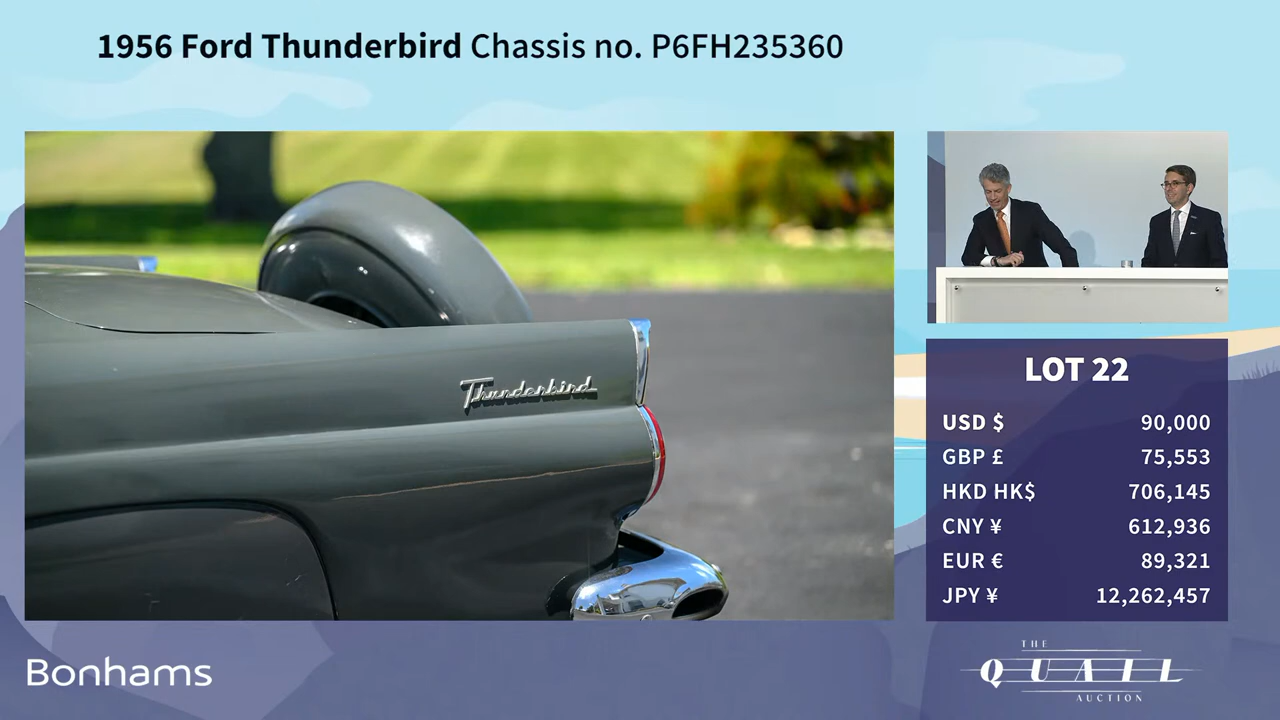 1956 Ford Thunderbird Chassis no. P6FH235360
Thunderbird
LOT 22
USD $ 90,000
GBP £ 75,553
HKD HK$ 706,145
CNY ¥ 612,936
EUR € 89,321
JPY ¥ 12,262,457
Bonhams
THE
QUAIL
AUCTION